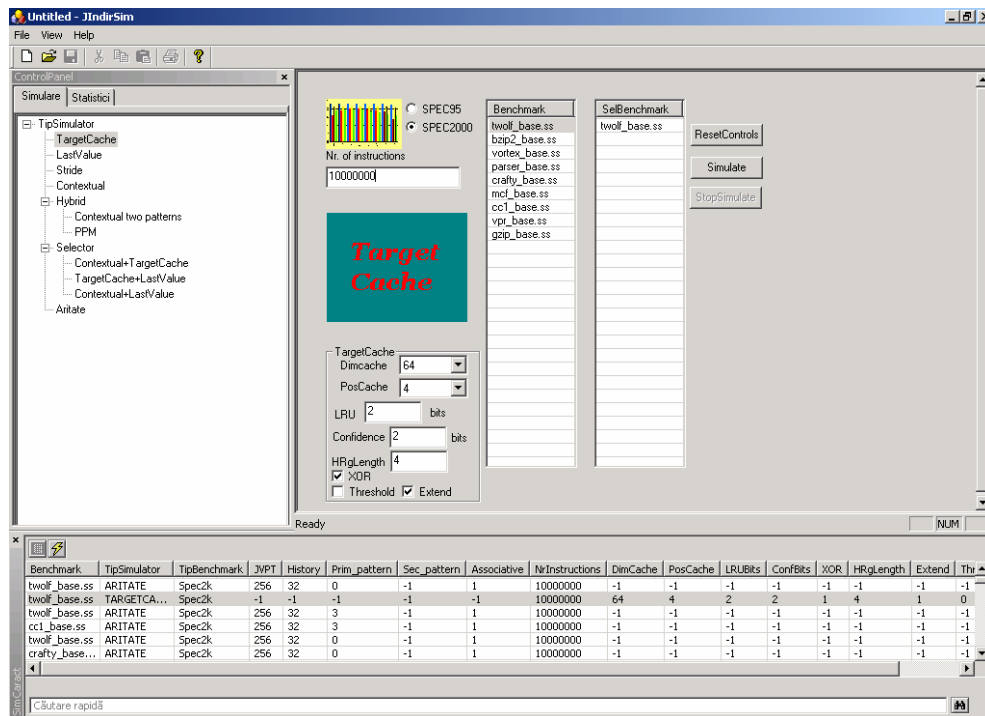 Untitled - JIndirSim
File View Help
ControlPanel
Simulare Statistici
TipSimulator
TargetCache
LastValue
Stride
Contextual
Hybrid
Contextual two patterns
PPM
Selector
Contextual+TargetCache
TargetCache+LastValue
Contextual+LastValue
Aritate
SPEC95
SPEC2000
Nr. of instructions
10000000
Target
Cache
TargetCache
Dimcache 64
PosCache 4
LRU 2 bits
Confidence 2 bits
HRgLength 4
XOR
Threshold Extend
Benchmark
twolf_base.ss
bzip2_base.ss
vortex_base.ss
parser_base.ss
crafty_base.ss
mcf_base.ss
cc1_base.ss
vpr_base.ss
gzip_base.ss
SelBenchmark
twolf_base.ss
ResetControls
Simulate
StopSimulate
Ready NUM
Benchmark TipSimulator TipBenchmark JVPT History Prim_pattern Sec_pattern Associative NrInstructions DimCache PosCache LRUBits ConfBits XOR HRgLength Extend Thr
twolf_base.ss ARITATE Spec2k 256 32 0 -1 1 10000000 -1 -1 -1 -1 -1 -1 -1 -1
twolf_base.ss TARGETCA... Spec2k -1 -1 -1 -1 -1 10000000 64 4 2 2 1 4 1 0
twolf_base.ss ARITATE Spec2k 256 32 3 -1 1 10000000 -1 -1 -1 -1 -1 -1 -1 -1
cc1_base.ss ARITATE Spec2k 256 32 3 -1 1 10000000 -1 -1 -1 -1 -1 -1 -1 -1
twolf_base.ss ARITATE Spec2k 256 32 0 -1 1 10000000 -1 -1 -1 -1 -1 -1 -1 -1
crafty_base... ARITATE Spec2k 256 32 0 -1 1 10000000 -1 -1 -1 -1 -1 -1 -1 -1
SimCaract
Căutare rapidă